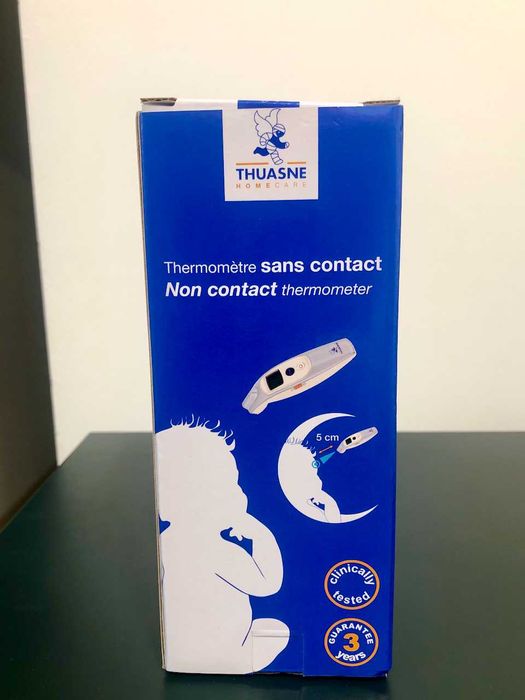 THUASNE
HOMECARE
Thermomètre sans contact
Non contact thermometer
5 cm
clinically
tested
GUARANTEE
3
years